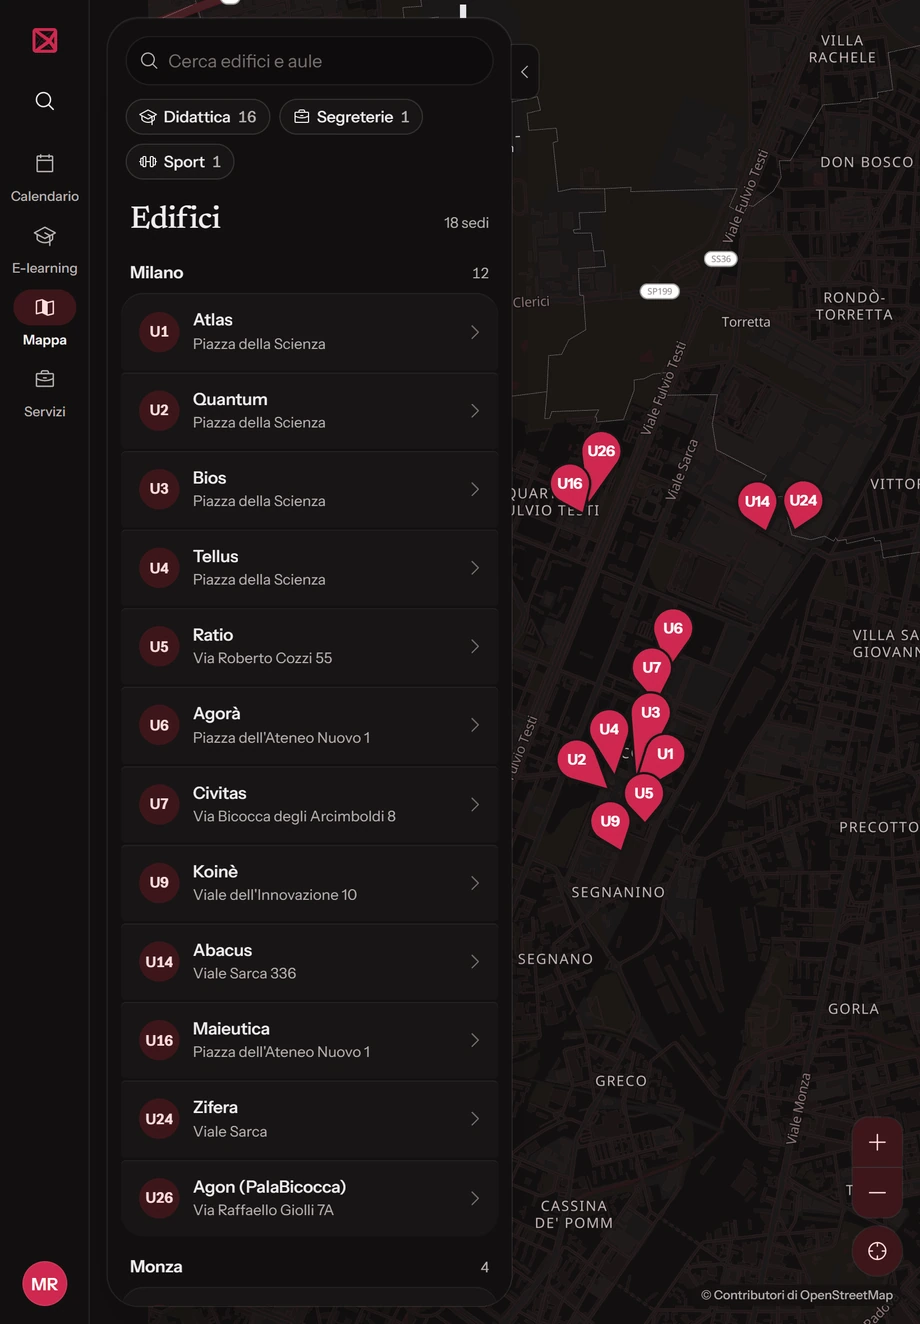 Cerca edifici e aule
Didattica 16
Segreterie 1
Sport 1
Edifici
18 sedi
Milano
12
U1
Atlas
Piazza della Scienza
U2
Quantum
Piazza della Scienza
U3
Bios
Piazza della Scienza
U4
Tellus
Piazza della Scienza
U5
Ratio
Via Roberto Cozzi 55
U6
Agorà
Piazza dell'Ateneo Nuovo 1
U7
Civitas
Via Bicocca degli Arcimboldi 8
U9
Koinè
Viale dell'Innovazione 10
U14
Abacus
Viale Sarca 336
U16
Maieutica
Piazza dell'Ateneo Nuovo 1
U24
Zifera
Viale Sarca
U26
Agon (PalaBicocca)
Via Raffaello Giolli 7A
Monza
4
Calendario
E-learning
Mappa
Servizi
MR
VILLA
RACHELE
DON BOSCO
Viale Fulvio Testi
SS36
SP199
Clerici
RONDÒ-
TORRETTA
Torretta
Viale Fulvio Testi
Viale Sarca
U26
U16
U14
U24
VITTOR
QUAR
ULVIO TESTI
U6
U7
U3
U4
U1
U2
U5
U9
VILLA SA
GIOVANN
ulvio Testi
PRECOTTO
SEGNANINO
SEGNANO
GORLA
GRECO
Viale Monza
CASSINA
DE' POMM
T
© Contributori di OpenStreetMap